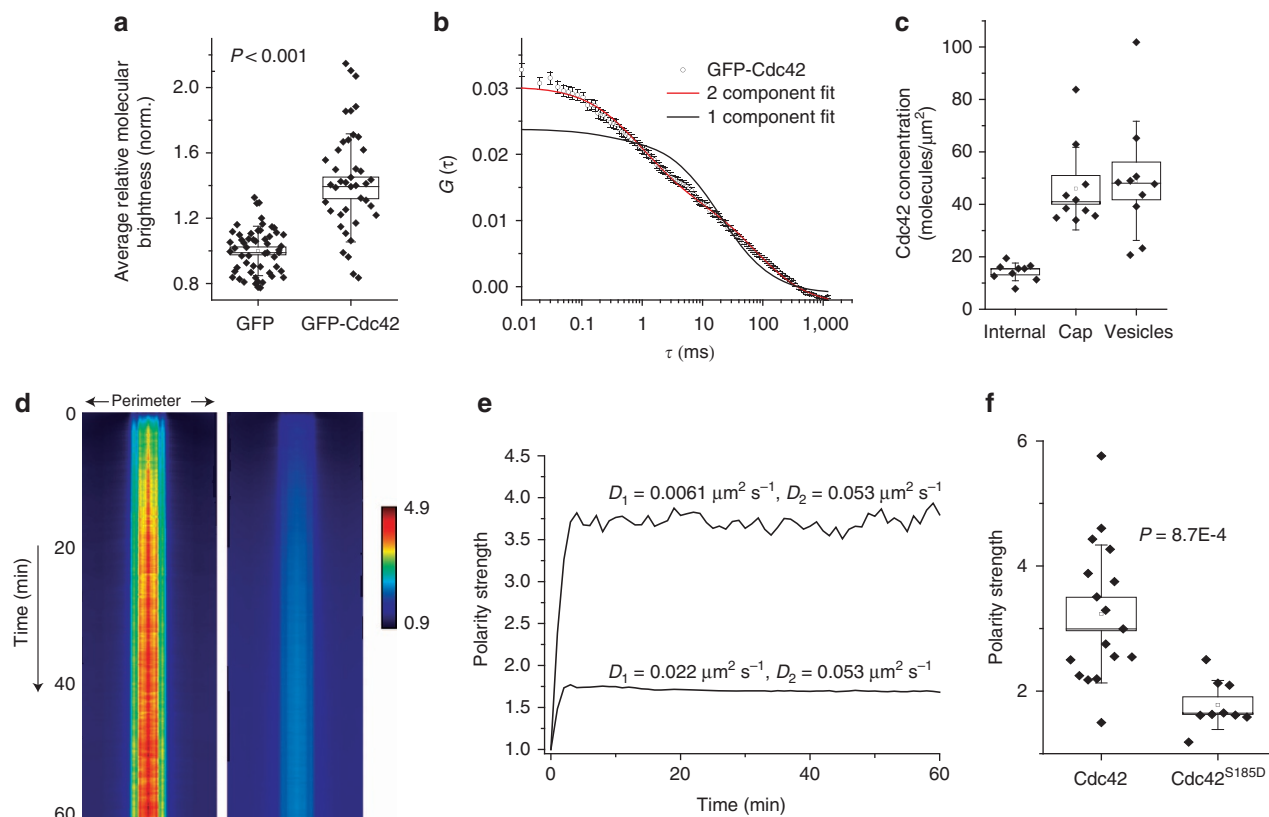 a
P < 0.001
Average relative molecular
brightness (norm.)
2.0
1.6
1.2
0.8
GFP
GFP-Cdc42
b
GFP-Cdc42
2 component fit
1 component fit
G (τ)
0.03
0.02
0.01
0.00
0.01
0.1
1
10
100
1,000
τ (ms)
c
Cdc42 concentration
(molecules/μm²)
100
80
60
40
20
0
Internal
Cap
Vesicles
d
Perimeter
Time (min)
0
20
40
60
4.9
0.9
e
Polarity strength
4.5
4.0
3.5
3.0
2.5
2.0
1.5
1.0
D₁ = 0.0061 μm² s⁻¹, D₂ = 0.053 μm² s⁻¹
D₁ = 0.022 μm² s⁻¹, D₂ = 0.053 μm² s⁻¹
0
20
40
60
Time (min)
f
Polarity strength
6
4
2
P = 8.7E-4
Cdc42
Cdc42ˢ¹⁸⁵ᴰ